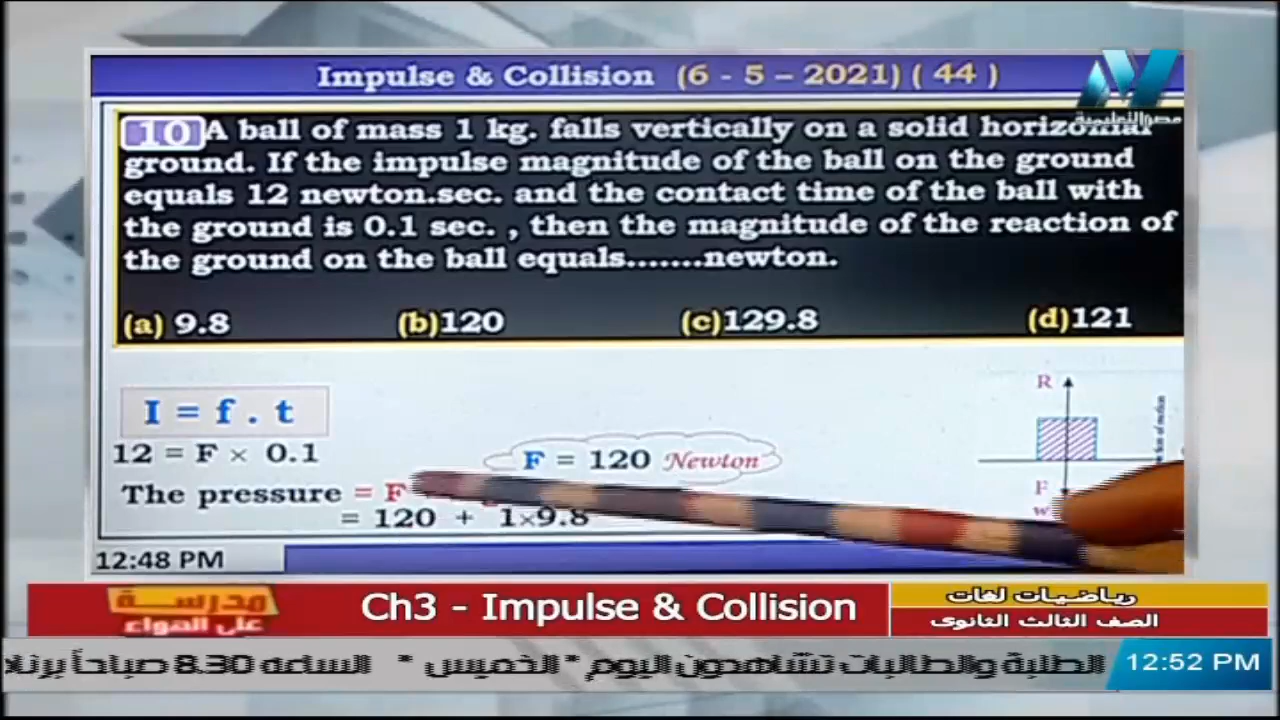 Impulse & Collision (6 - 5 - 2021) ( 44 )
مصر التعليمية
10 A ball of mass 1 kg. falls vertically on a solid horizontal
ground. If the impulse magnitude of the ball on the ground
equals 12 newton.sec. and the contact time of the ball with
the ground is 0.1 sec. , then the magnitude of the reaction of
the ground on the ball equals.......newton.
(a) 9.8 (b)120 (c)129.8 (d)121
I = f . t
12 = F × 0.1
F = 120 Newton
The pressure = F
= 120 + 1×9.8
R
F
w
12:48 PM
مدرسة
على الهواء
Ch3 - Impulse & Collision
رياضيات لغات
الصف الثالث الثانوى
الطلبة والطالبات تشاهدون اليوم " الخميس " الساعه 8.30 صباحاً
12:52 PM